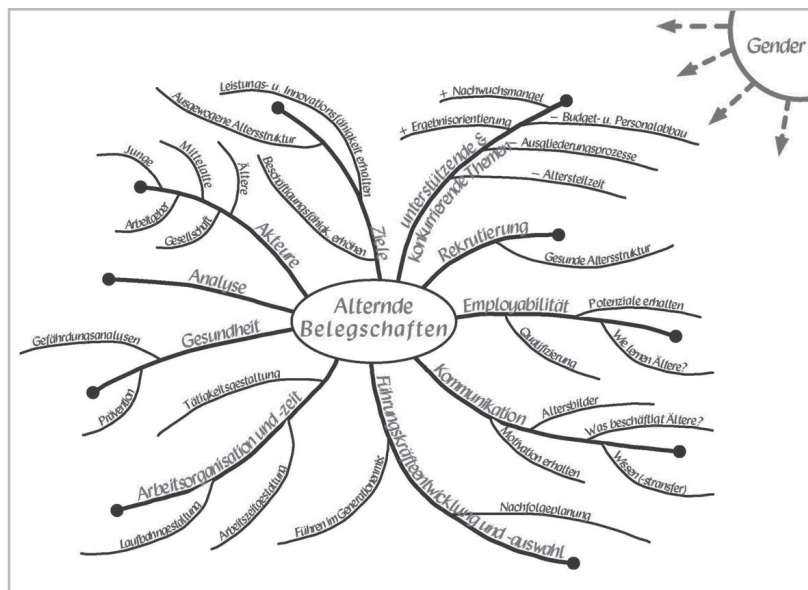 Gender
Leistungs- u. Innovationsfähigkeit erhalten
Ausgewogene Altersstruktur
Beschäftigungsfähigk. erhöhen
Ziele
+ Nachwuchsmangel
+ Ergebnisorientierung
– Budget- u. Personalabbau
– Ausgliederungsprozesse
– Altersteilzeit
unterstützende &
konkurrierende Themen
Junge
Mittelalte
Ältere
Arbeitgeber
Gesellschaft
Akteure
Rekrutierung
Gesunde Altersstruktur
Analyse
Alternde
Belegschaften
Employabilität
Potenziale erhalten
Wie lernen Ältere?
Qualifizierung
Gesundheit
Gefährdungsanalysen
Prävention
Kommunikation
Altersbilder
Was beschäftigt Ältere?
Motivation erhalten
Wissen(-stransfer)
Tätigkeitsgestaltung
Arbeitsorganisation und -zeit
Laufbahngestaltung
Arbeitszeitgestaltung
Führungskräfteentwicklung und -auswahl
Führen im Generationenmix
Nachfolgeplanung